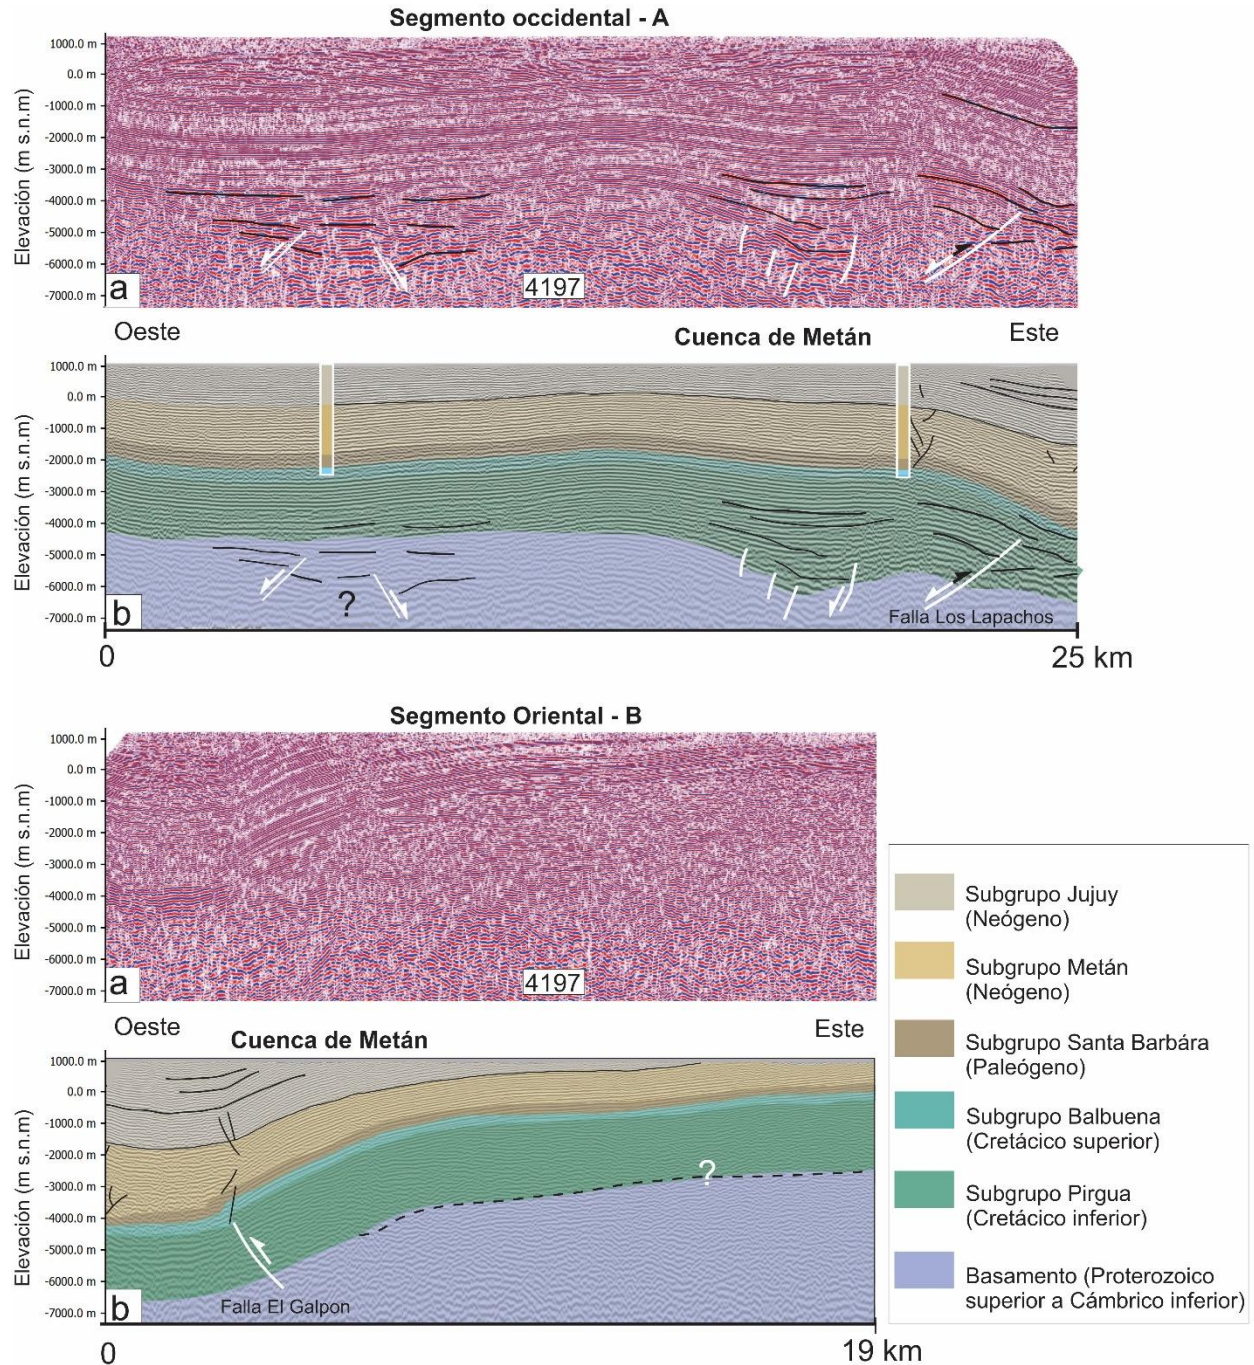 Segmento occidental - A
Elevación (m s.n.m)
1000.0 m
0.0 m
-1000.0 m
-2000.0 m
-3000.0 m
-4000.0 m
-5000.0 m
-6000.0 m
-7000.0 m
a
4197
Oeste
Cuenca de Metán
Este
Elevación (m s.n.m)
1000.0 m
0.0 m
-1000.0 m
-2000.0 m
-3000.0 m
-4000.0 m
-5000.0 m
-6000.0 m
-7000.0 m
b
?
Falla Los Lapachos
0
25 km
Segmento Oriental - B
Elevación (m s.n.m)
1000.0 m
0.0 m
-1000.0 m
-2000.0 m
-3000.0 m
-4000.0 m
-5000.0 m
-6000.0 m
-7000.0 m
a
4197
Oeste
Cuenca de Metán
Este
Elevación (m s.n.m)
1000.0 m
0.0 m
-1000.0 m
-2000.0 m
-3000.0 m
-4000.0 m
-5000.0 m
-6000.0 m
-7000.0 m
b
?
Falla El Galpon
0
19 km
Subgrupo Jujuy
(Neógeno)
Subgrupo Metán
(Neógeno)
Subgrupo Santa Barbára
(Paleógeno)
Subgrupo Balbuena
(Cretácico superior)
Subgrupo Pirgua
(Cretácico inferior)
Basamento (Proterozoico
superior a Cámbrico inferior)